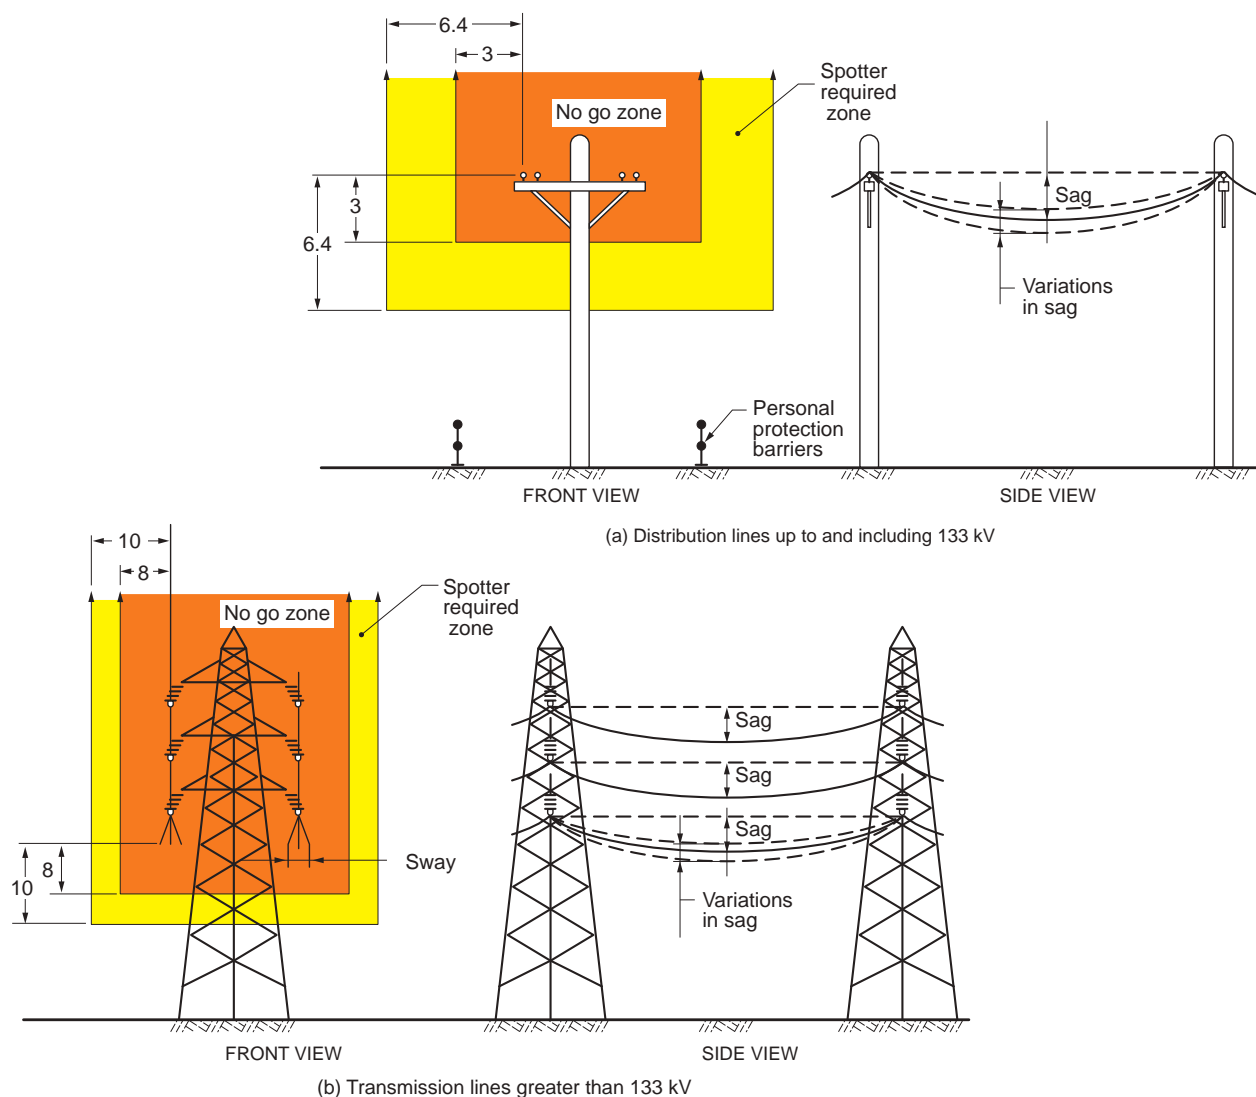 6.4
3
Spotter
required
zone
No go zone
3
6.4
Sag
Variations
in sag
Personal
protection
barriers
FRONT VIEW
SIDE VIEW
(a) Distribution lines up to and including 133 kV
10
8
Spotter
required
zone
No go zone
Sag
Sag
Sag
8
10
Sway
Variations
in sag
FRONT VIEW
SIDE VIEW
(b) Transmission lines greater than 133 kV